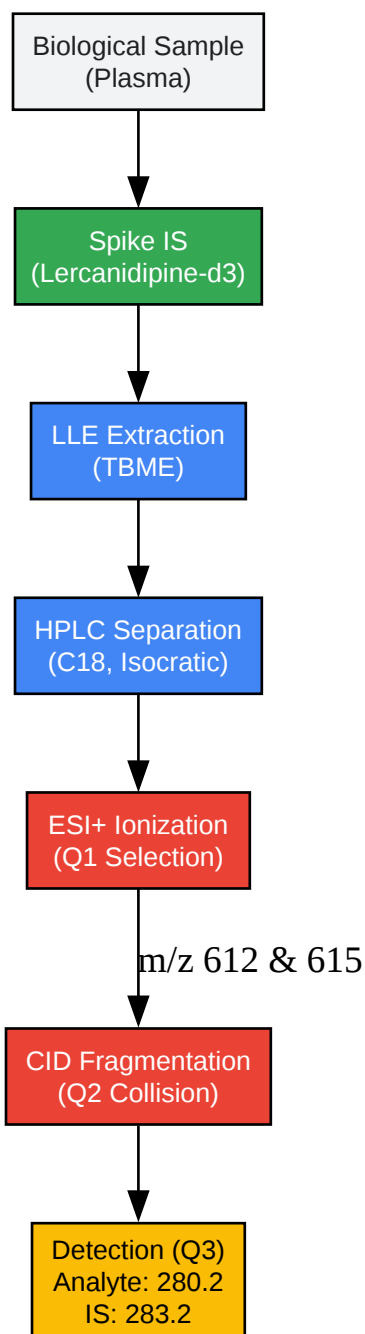 Biological Sample
(Plasma)
Spike IS
(Lercanidipine-d3)
LLE Extraction
(TBME)
HPLC Separation
(C18, Isocratic)
ESI+ Ionization
(Q1 Selection)
m/z 612 & 615
CID Fragmentation
(Q2 Collision)
Detection (Q3)
Analyte: 280.2
IS: 283.2